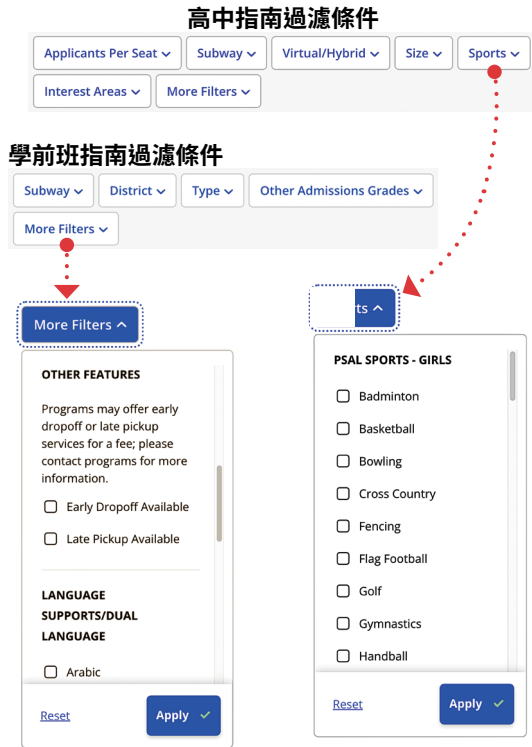 高中指南過濾條件
Applicants Per Seat Subway Virtual/Hybrid Size Sports
Interest Areas More Filters
學前班指南過濾條件
Subway District Type Other Admissions Grades
More Filters
More Filters
OTHER FEATURES
Programs may offer early
dropoff or late pickup
services for a fee; please
contact programs for more
information.
Early Dropoff Available
Late Pickup Available
LANGUAGE
SUPPORTS/DUAL
LANGUAGE
Arabic
Reset Apply
ts
PSAL SPORTS - GIRLS
Badminton
Basketball
Bowling
Cross Country
Fencing
Flag Football
Golf
Gymnastics
Handball
Reset Apply